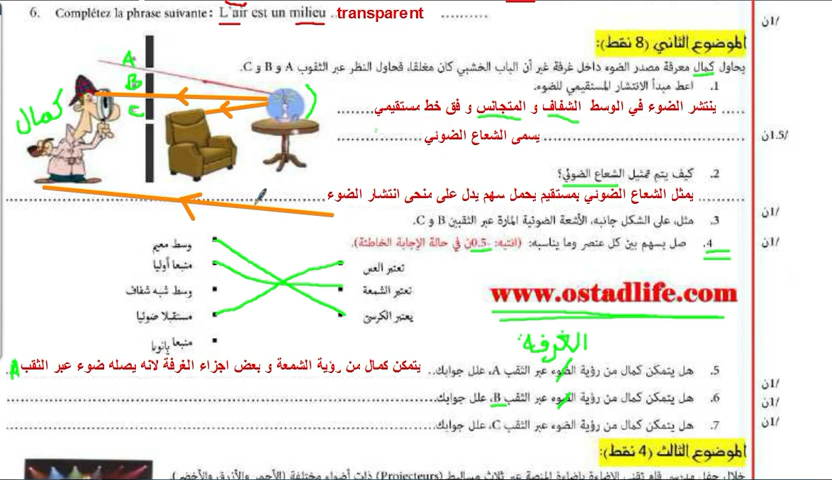 6. Complétez la phrase suivante : L'air est un milieu .. transparent ............
1ن/
الموضوع الثاني (8 نقط):
يحاول كمال معرفة مصدر الضوء داخل غرفة غير أن الباب الخشبي كان مغلقا، فحاول النظر عبر الثقوب A و B و C.
1. اعط مبدأ الانتشار المستقيمي للضوء.
ينتشر الضوء في الوسط الشفاف و المتجانس و فق خط مستقيمي
يسمى الشعاع الضوئي
1.5ن/
A
B
C
كمال
2. كيف يتم تمثيل الشعاع الضوئي؟
يمثل الشعاع الضوئي بمستقيم يحمل سهم يدل على منحى انتشار الضوء
1ن/
3. مثل، على الشكل جانبه، الأشعة الضوئية المارة عبر الثقبين B و C.
1ن/
4. صل بسهم بين كل عنصر وما يناسبه: (انتبه: -0.5ن في حالة الإجابة الخاطئة).
تعتبر العين
تعتبر الشمعة
يعتبر الكرسي
وسط معتم
منبعا أوليا
وسط شبه شفاف
مستقبلا ضوئيا
منبعا ثانويا
www.ostadlife.com
الغرفة
5. هل يتمكن كمال من رؤية الضوء عبر الثقب A، علل جوابك.. يتمكن كمال من رؤية الشمعة و بعض اجزاء الغرفة لانه يصله ضوء عبر الثقب A
1ن/
6. هل يتمكن كمال من رؤية الضوء عبر الثقب B، علل جوابك
1ن/
7. هل يتمكن كمال من رؤية الضوء عبر الثقب C، علل جوابك
1ن/
الموضوع الثالث (4 نقط):